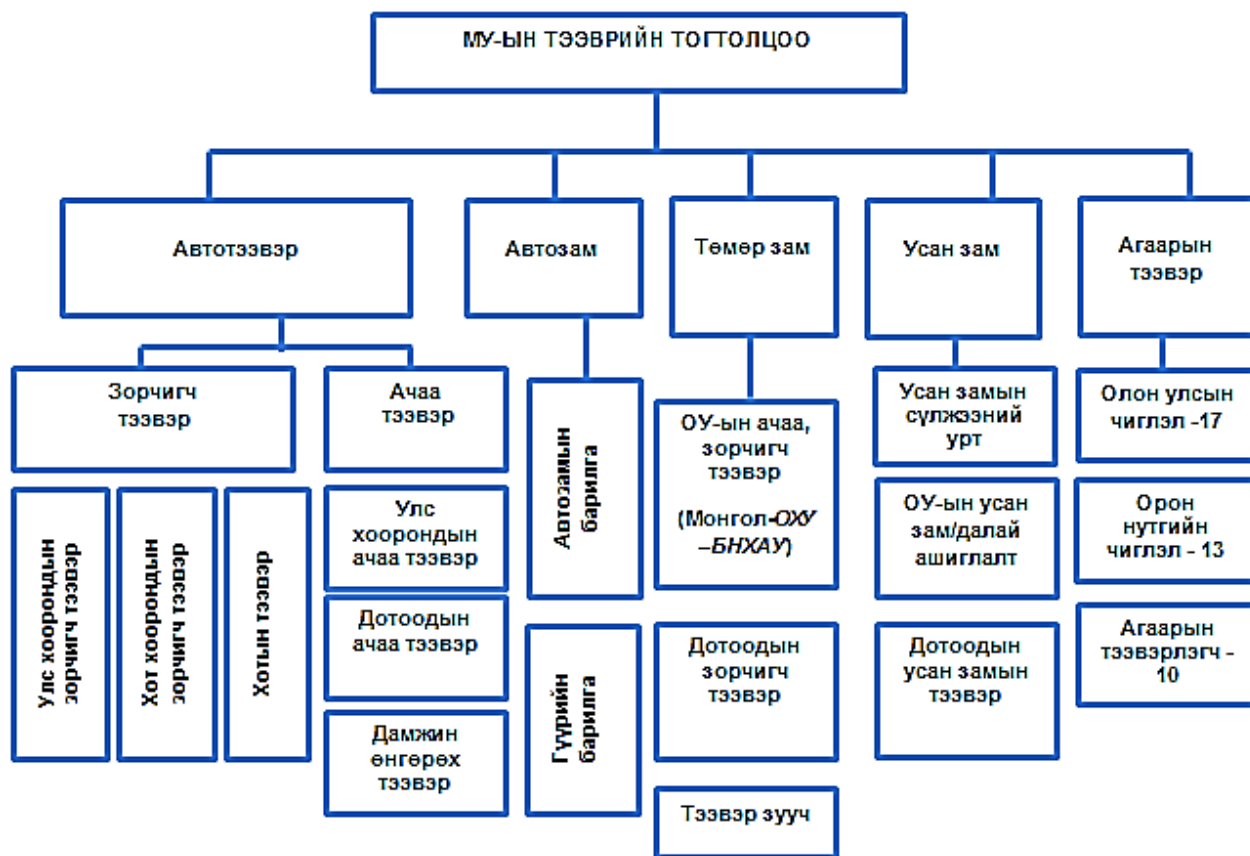 МУ-ЫН ТЭЭВРИЙН ТОГТОЛЦОО
Автотээвэр
Автозам
Төмөр зам
Усан зам
Агаарын
тээвэр
Зорчигч
тээвэр
Ачаа
тээвэр
Улс хоорондын
зорчигч тээвэр
Хот хоорондын
зорчигч тээвэр
Хотын тээвэр
Улс
хоорондын
ачаа тээвэр
Дотоодын
ачаа тээвэр
Дамжин
өнгөрөх
тээвэр
Автозамын
барилга
Гүүрийн
барилга
ОУ-ын ачаа,
зорчигч
тээвэр
(Монгол-ОХУ
–БНХАУ)
Дотоодын
зорчигч
тээвэр
Тээвэр зууч
Усан замын
сүлжээний
урт
ОУ-ын усан
зам/далай
ашиглалт
Дотоодын
усан замын
тээвэр
Олон улсын
чиглэл -17
Орон
нутгийн
чиглэл - 13
Агаарын
тээвэрлэгч -
10